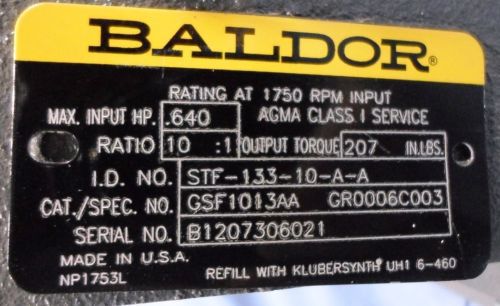 BALDOR®
RATING AT 1750 RPM INPUT
MAX. INPUT HP. .640 AGMA CLASS I SERVICE
RATIO 10 :1 OUTPUT TORQUE 207 IN.LBS.
I.D. NO. STF-133-10-A-A
CAT./SPEC. NO. GSF1013AA GR0006C003
SERIAL NO. B1207306021
MADE IN U.S.A.
NP1753L REFILL WITH KLUBERSYNTH UH1 6-460